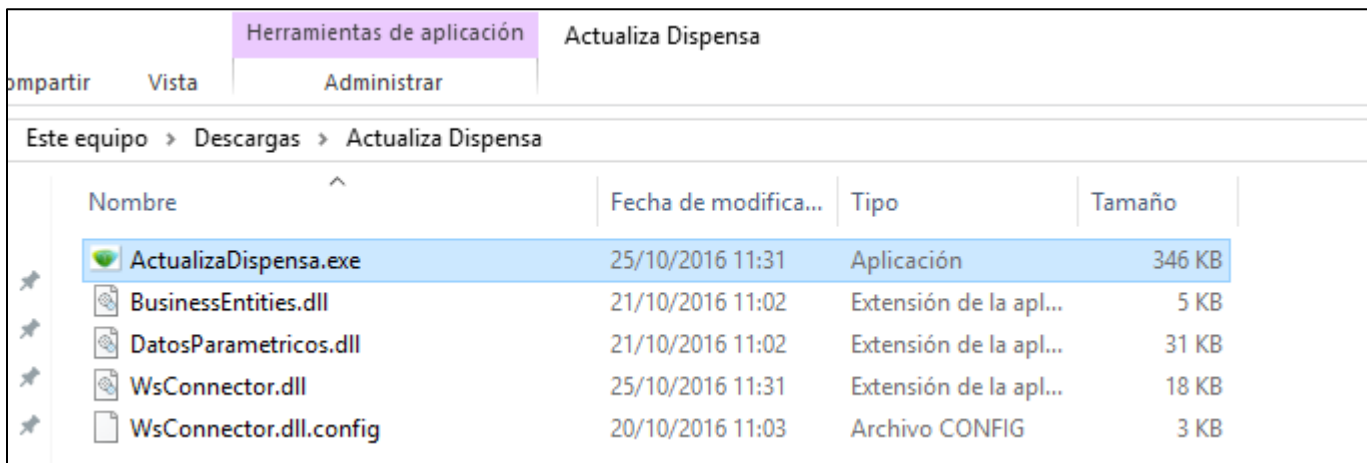 Herramientas de aplicación Actualiza Dispensa
ompartir Vista Administrar
Este equipo > Descargas > Actualiza Dispensa
Nombre Fecha de modifica... Tipo Tamaño
ActualizaDispensa.exe 25/10/2016 11:31 Aplicación 346 KB
BusinessEntities.dll 21/10/2016 11:02 Extensión de la apl... 5 KB
DatosParametricos.dll 21/10/2016 11:02 Extensión de la apl... 31 KB
WsConnector.dll 25/10/2016 11:31 Extensión de la apl... 18 KB
WsConnector.dll.config 20/10/2016 11:03 Archivo CONFIG 3 KB